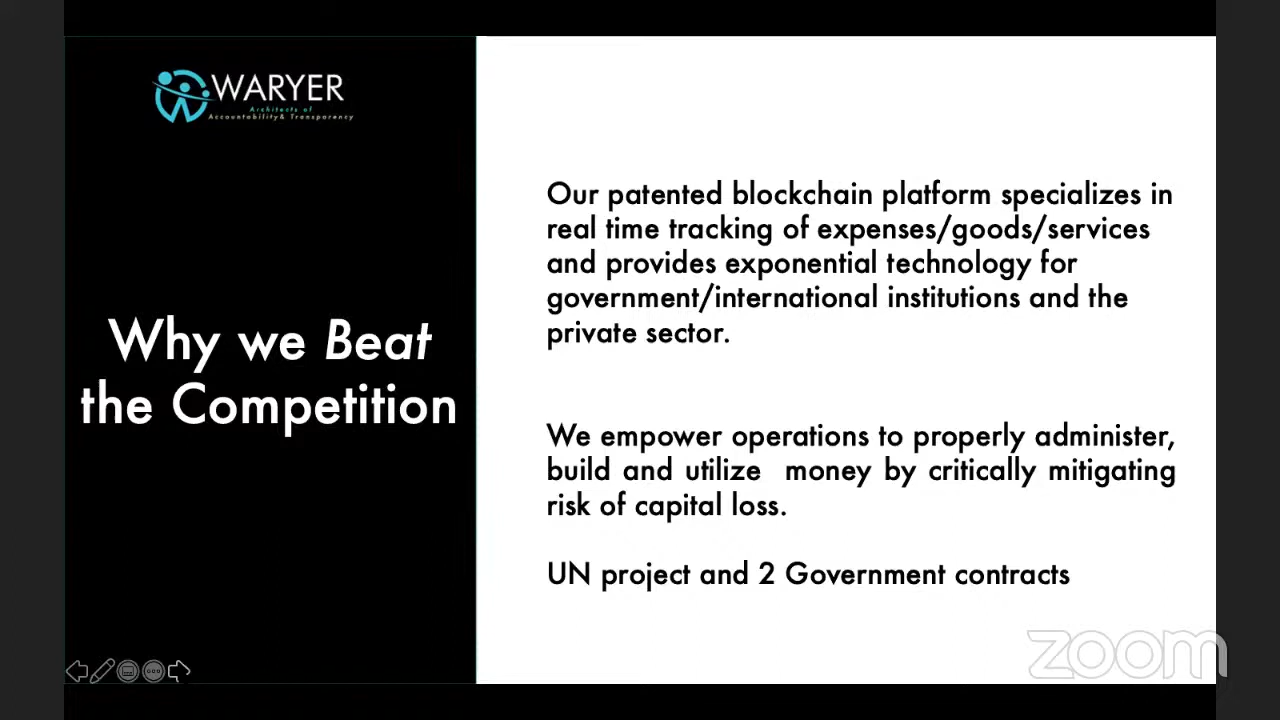 WARYER
Architects of
Accountability& Transparency
Why we Beat
the Competition
Our patented blockchain platform specializes in
real time tracking of expenses/goods/services
and provides exponential technology for
government/international institutions and the
private sector.
We empower operations to properly administer,
build and utilize  money by critically mitigating
risk of capital loss.
UN project and 2 Government contracts
zoom